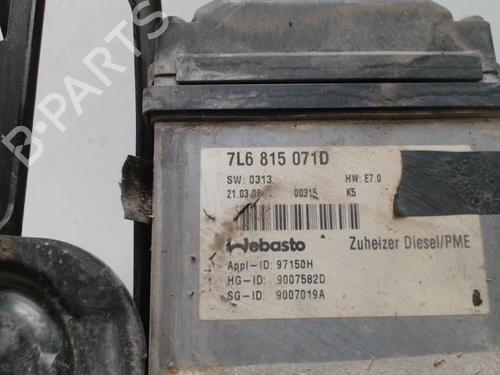 B-PARTS
7L6 815 071D
SW: 0313 HW: E7.0
21.03.06 00315 K5
Webasto Zuheizer Diesel/PME
Appl-ID: 97150H
HG-ID: 9007582D
SG-ID: 9007019A